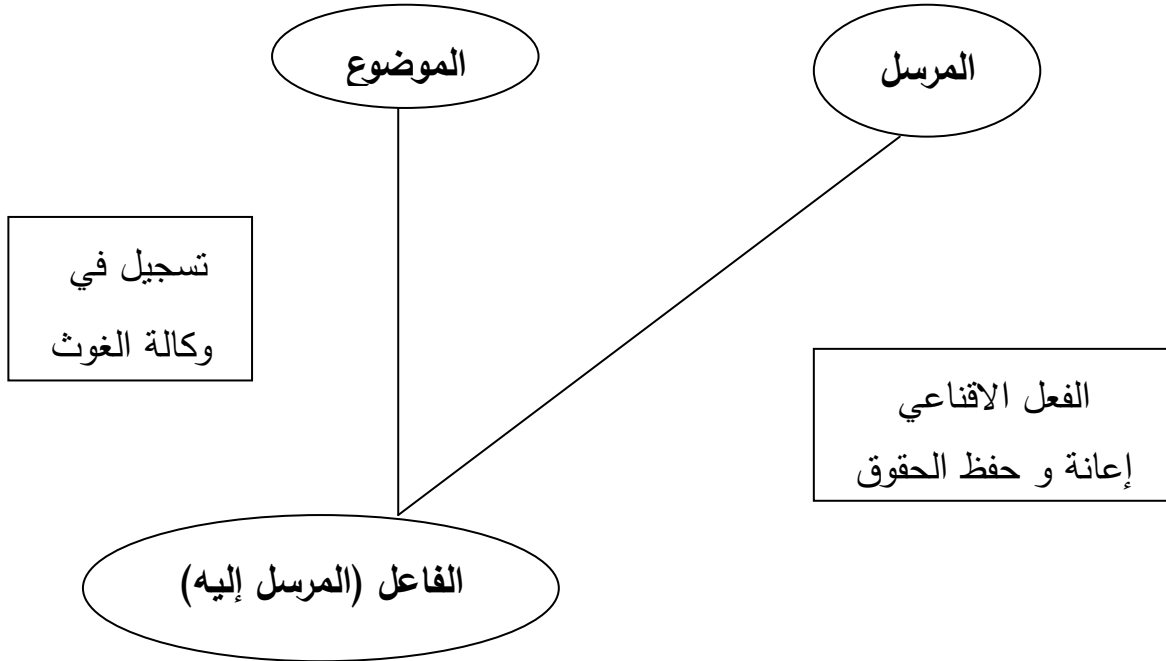 المرسل
الموضوع
تسجيل في
وكالة الغوث
الفعل الاقناعي
إعانة و حفظ الحقوق
الفاعل (المرسل إليه)